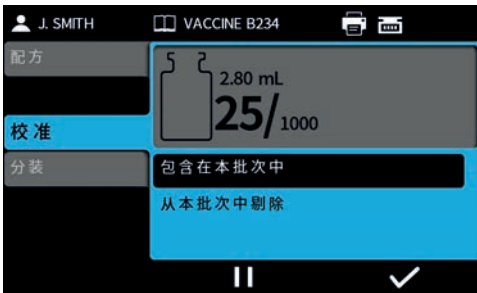 J. SMITH
VACCINE B234
配方
2.80 mL
25/1000
校准
分装
包含在本批次中
从本批次中剔除